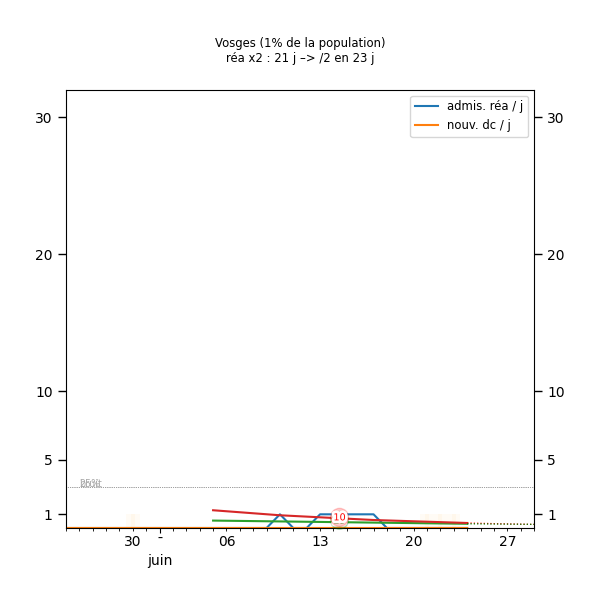 Vosges (1% de la population)
réa x2 : 21 j –> /2 en 23 j
admis. réa / j
nouv. dc / j
30 30
20 20
10 10
5 5
1 1
10
30 - 06 13 20 27
juin